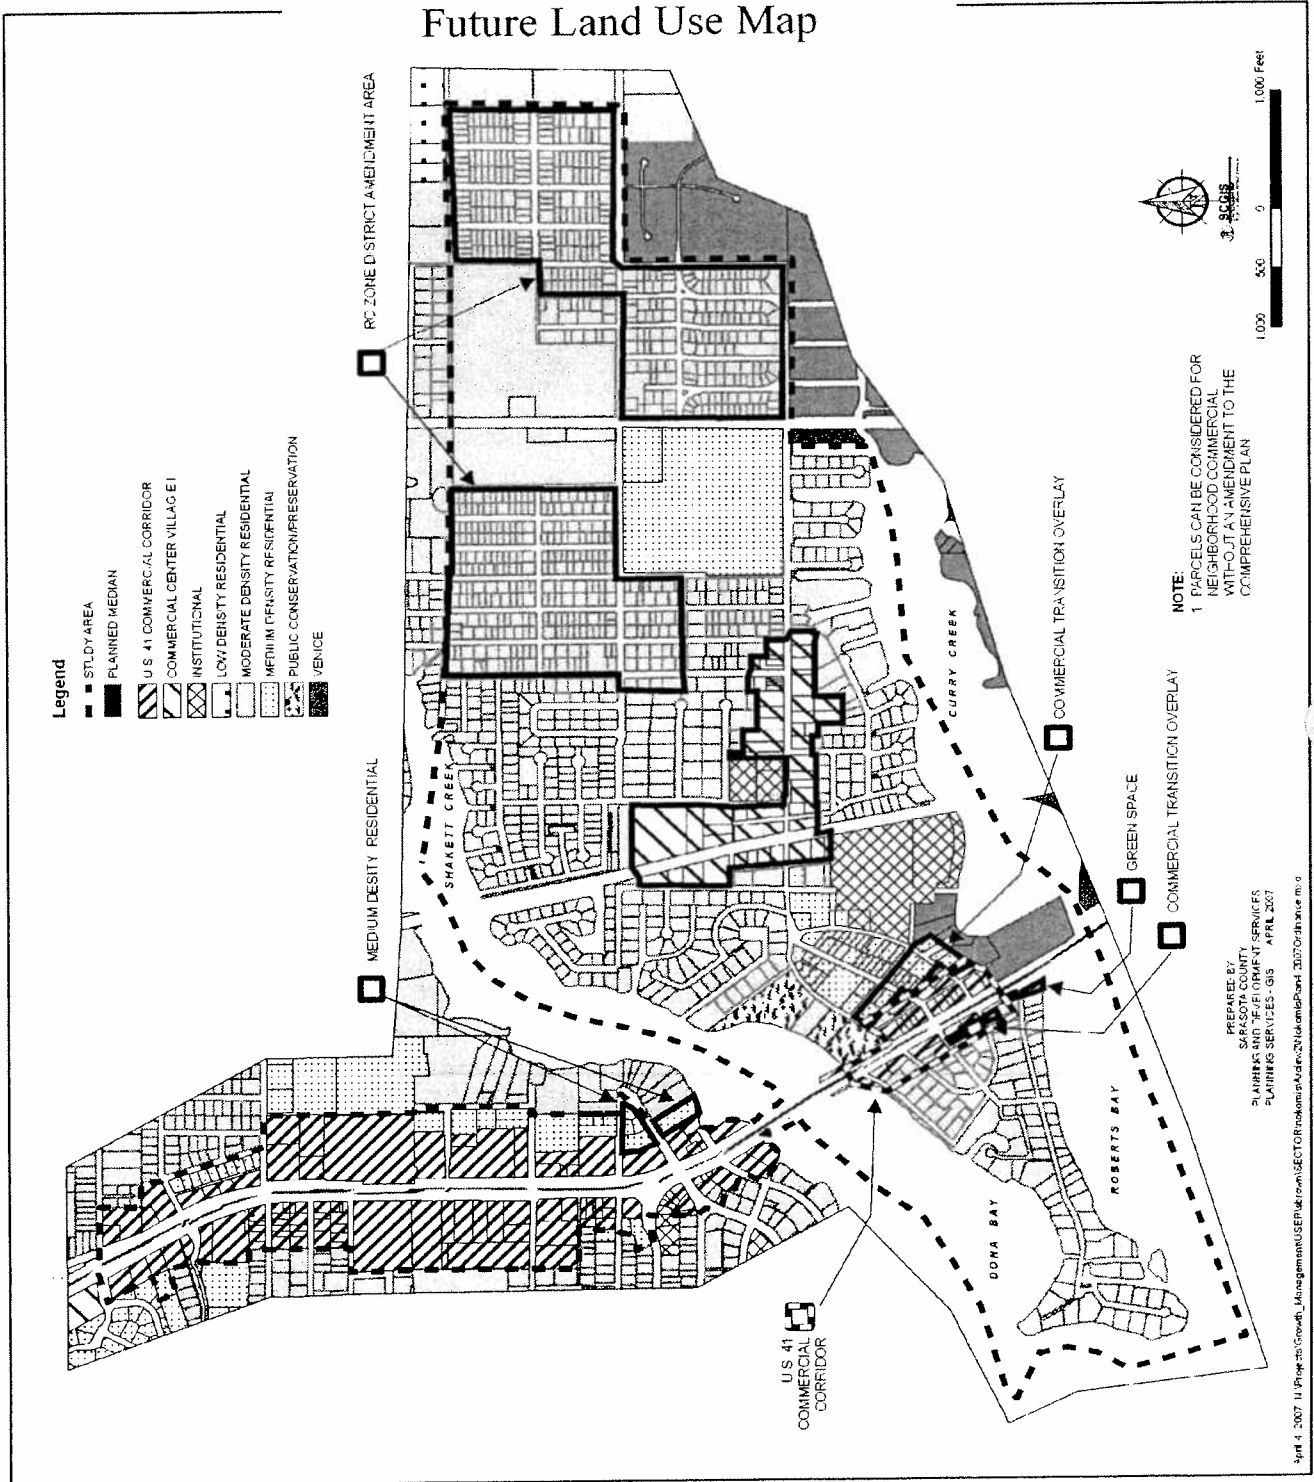 Future Land Use Map
RC ZONE DISTRICT AMENDMENT AREA
Legend
STUDY AREA
PLANNED MEDIAN
U S 41 COMMERCIAL CORRIDOR
COMMERCIAL CENTER VILLAGE
INSTITUTIONAL
LOW DENSITY RESIDENTIAL
MODERATE DENSITY RESIDENTIAL
MEDIUM DENSITY RESIDENTIAL
PUBLIC CONSERVATION/PRESERVATION
VENICE
MEDIUM DESITY RESIDENTIAL
SHAKETT CREEK
CURRY CREEK
COMMERCIAL TRANSITION OVERLAY
GREEN SPACE
COMMERCIAL TRANSITION OVERLAY
ROBERTS BAY
DONA BAY
U S 41
COMMERCIAL
CORRIDOR
SCGIS
1,000 500 0 1,000 Feet
NOTE:
1 PARCELS CAN BE CONSIDERED FOR
NEIGHBORHOOD COMMERCIAL
WITHOUT AN AMENDMENT TO THE
COMPREHENSIVE PLAN
PREPARED BY
SARASOTA COUNTY
PLANNING AND DEVELOPMENT SERVICES
PLANNING SERVICES - GIS APRIL 2007
April 4, 2007